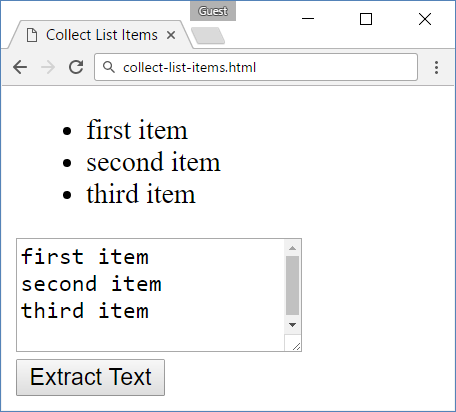 Guest
Collect List Items
collect-list-items.html
first item
second item
third item
first item
second item
third item
Extract Text